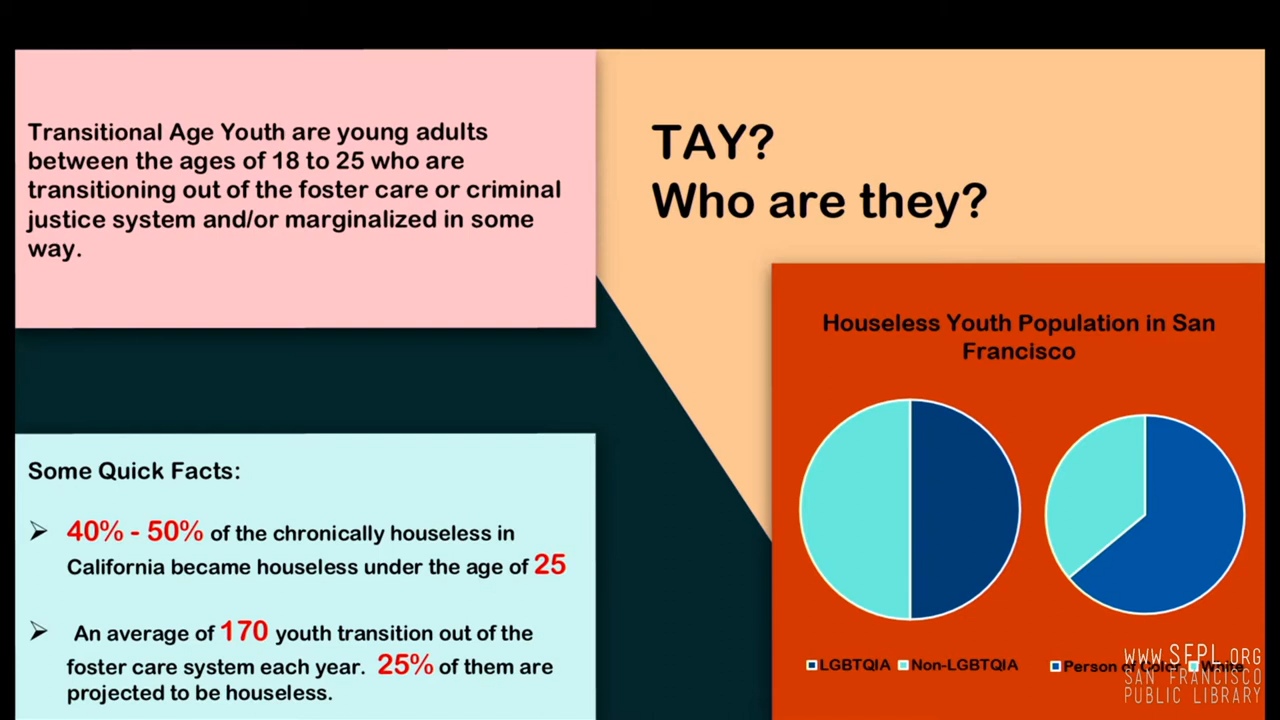 Transitional Age Youth are young adults
between the ages of 18 to 25 who are
transitioning out of the foster care or criminal
justice system and/or marginalized in some
way.
TAY?
Who are they?
Some Quick Facts:
40% - 50% of the chronically houseless in
California became houseless under the age of 25
An average of 170 youth transition out of the
foster care system each year. 25% of them are
projected to be houseless.
Houseless Youth Population in San
Francisco
LGBTQIA Non-LGBTQIA
Person of Color White
WWW.SFPL.ORG
SAN FRANCISCO
PUBLIC LIBRARY